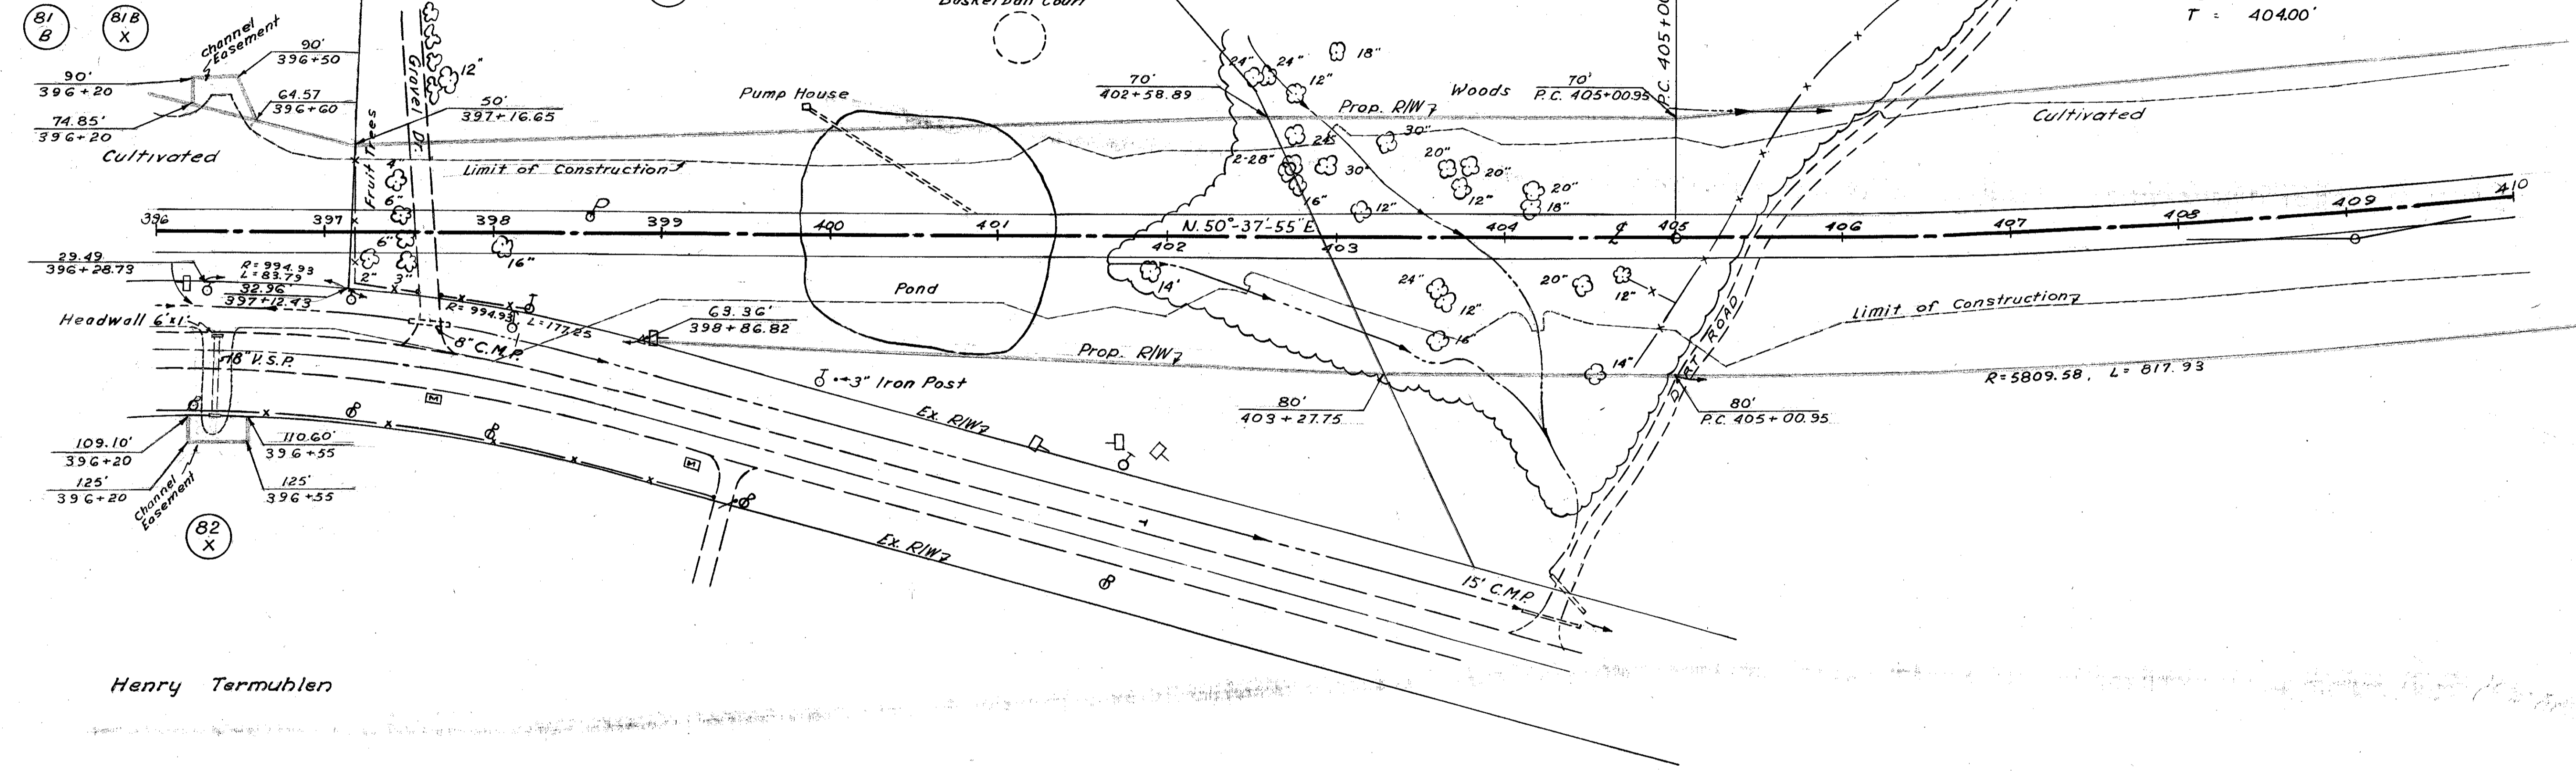 81
B
81B
X
Channel
Easement
90'
396+50
90'
396+20
64.57
396+60
74.85'
396+20
Cultivated
Gravel Dr.
12"
Fruit Trees
50'
397+16.65
Basketball Court
Pump House
24"
24"
18"
12"
70'
402+58.89
Prop. R/W
Woods
70'
P.C. 405+00.95
P.C. 405+00
T = 404.00'
Cultivated
Limit of Construction
4"
6"
24"
30"
2-28"
30"
20"
20"
12"
20"
18"
16"
12"
396
397
398
399
400
401
402
403
404
405
406
407
408
409
410
N.50°-37'-55"E
℄
29.49
396+28.73
R=994.93
L=83.79
32.96'
397+12.43
6"
2"
3"
16"
Pond
14'
24"
12"
20"
12"
16"
Limit of Construction
Headwall 6'x1'
18" V.S.P.
8" C.M.P.
R=994.93
L=177.25
69.36'
398+86.82
Prop. R/W
3" Iron Post
Ex. R/W
M
M
80'
403+27.75
14"
DIRT ROAD
80'
P.C. 405+00.95
R=5809.58, L=817.93
109.10'
396+20
110.60'
396+55
125'
396+20
125'
396+55
Channel
Easement
82
X
Ex. R/W
15' C.M.P.
Henry Termuhlen